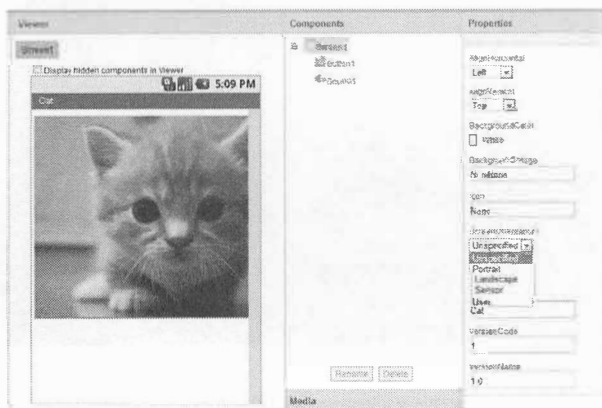 Viewer
Screen1
Display hidden components in Viewer
5:09 PM
Cat
Components
Screen1
Button1
Sound1
Rename
Delete
Media
Properties
AlignHorizontal
Left
AlignVertical
Top
BackgroundColor
White
BackgroundImage
Icon
None
ScreenOrientation
Unspecified
Unspecified
Portrait
Landscape
Sensor
User
Cat
VersionCode
1
VersionName
1.0